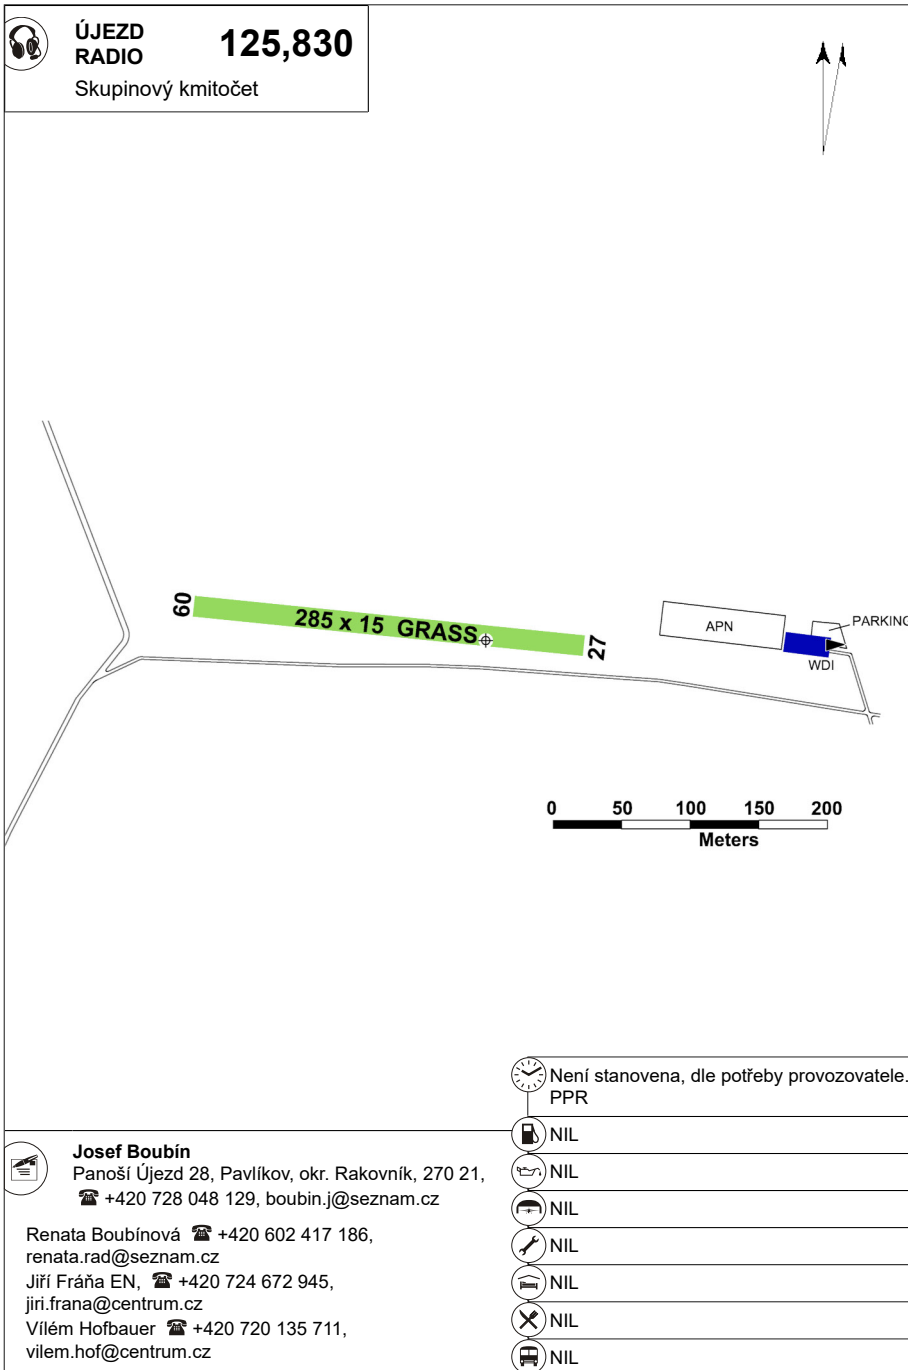 ÚJEZD
RADIO
125,830
Skupinový kmitočet
09
285 x 15 GRASS
27
APN
PARKING
WDI
0 50 100 150 200
Meters
Není stanovena, dle potřeby provozovatele.
PPR
NIL
NIL
NIL
NIL
NIL
NIL
NIL
Josef Boubín
Panoší Újezd 28, Pavlíkov, okr. Rakovník, 270 21,
☎ +420 728 048 129, boubin.j@seznam.cz
Renata Boubínová ☎ +420 602 417 186,
renata.rad@seznam.cz
Jiří Fráňa EN, ☎ +420 724 672 945,
jiri.frana@centrum.cz
Vílém Hofbauer ☎ +420 720 135 711,
vilem.hof@centrum.cz